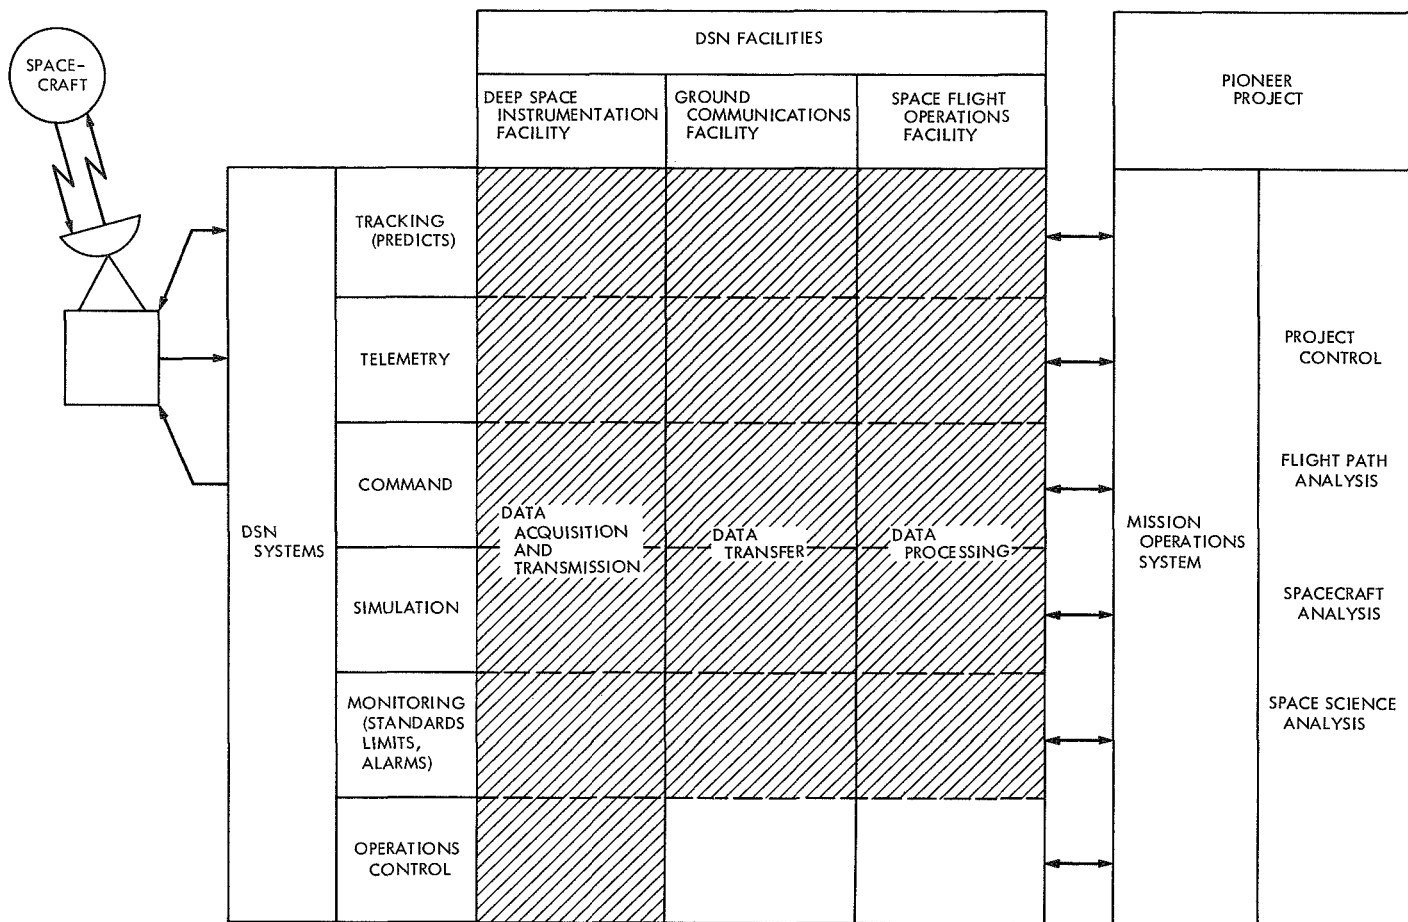 DSN FACILITIES
SPACE-
CRAFT
PIONEER
PROJECT
DEEP SPACE
INSTRUMENTATION
FACILITY
GROUND
COMMUNICATIONS
FACILITY
SPACE FLIGHT
OPERATIONS
FACILITY
DSN
SYSTEMS
TRACKING
(PREDICTS)
TELEMETRY
COMMAND
SIMULATION
MONITORING
(STANDARDS
LIMITS,
ALARMS)
OPERATIONS
CONTROL
DATA
ACQUISITION
AND
TRANSMISSION
DATA
TRANSFER
DATA
PROCESSING
MISSION
OPERATIONS
SYSTEM
PROJECT
CONTROL
FLIGHT PATH
ANALYSIS
SPACECRAFT
ANALYSIS
SPACE SCIENCE
ANALYSIS